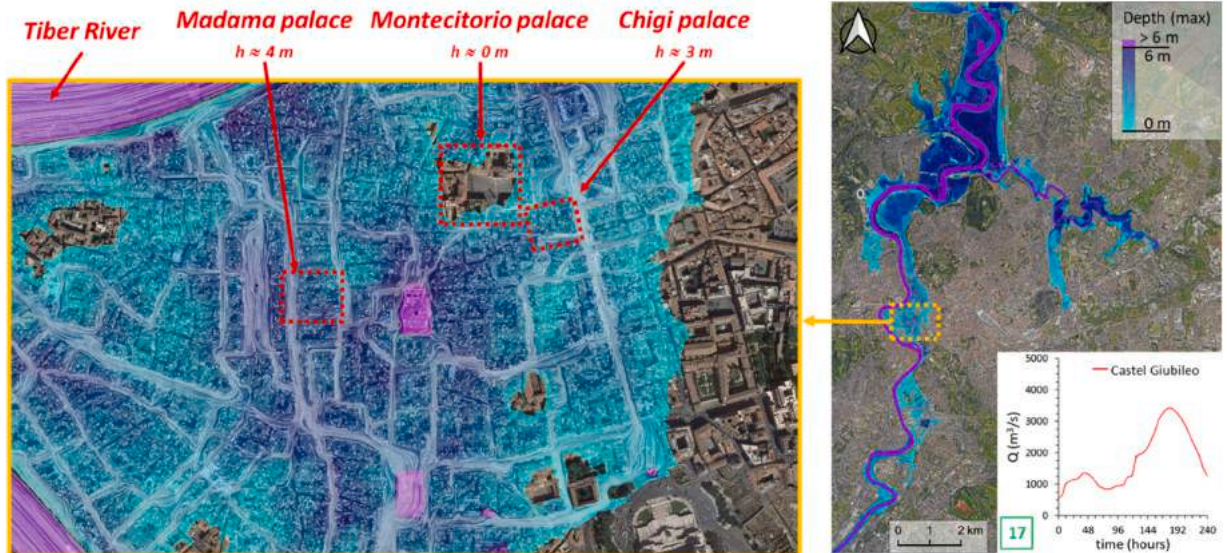 Tiber River
Madama palace
h ≈ 4 m
Montecitorio palace
h ≈ 0 m
Chigi palace
h ≈ 3 m
Depth (max)
> 6 m
6 m
0 m
0 1 2 km
17
Castel Giubileo
Q (m³/s)
5000
4000
3000
2000
1000
0
0 48 96 144 192 240
time (hours)